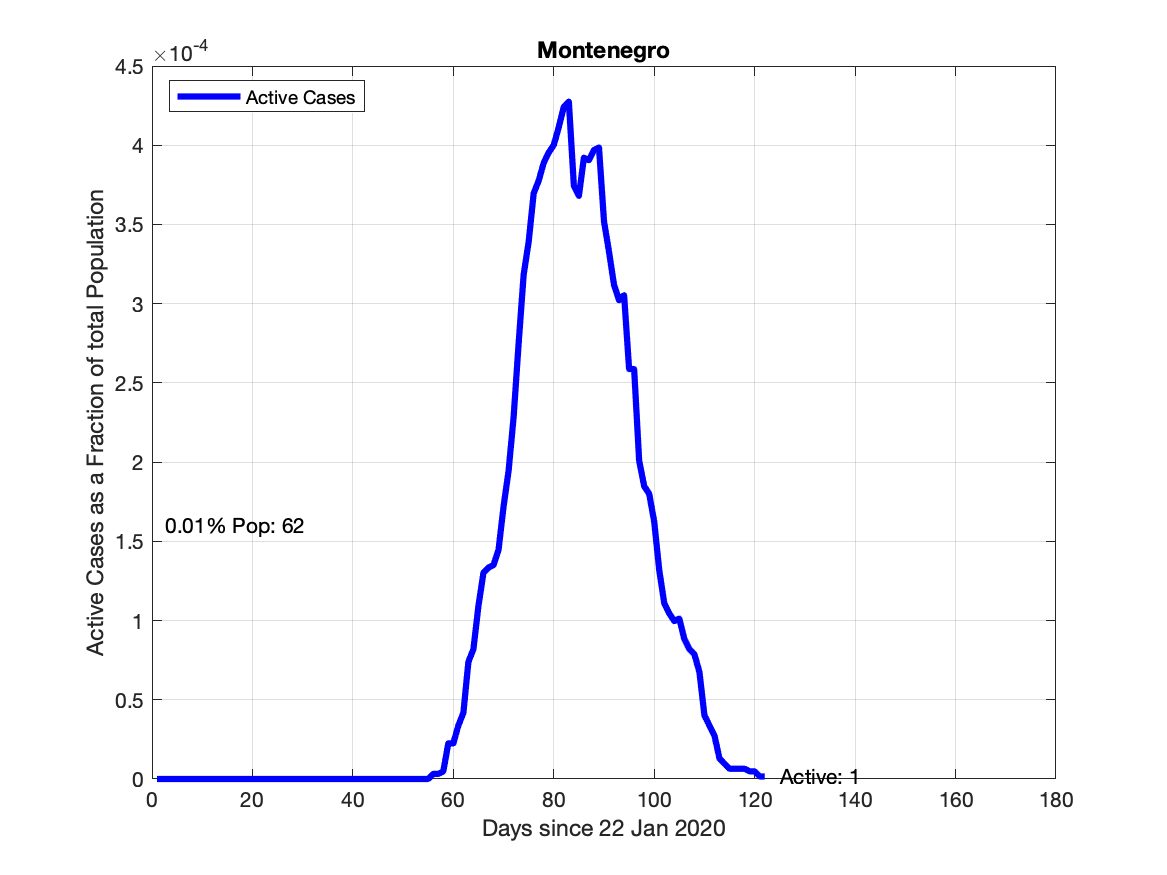 Montenegro
×10-4
4.5
4
3.5
3
2.5
2
1.5
1
0.5
0
Active Cases as a Fraction of total Population
Active Cases
0.01% Pop: 62
Active: 1
0 20 40 60 80 100 120 140 160 180
Days since 22 Jan 2020